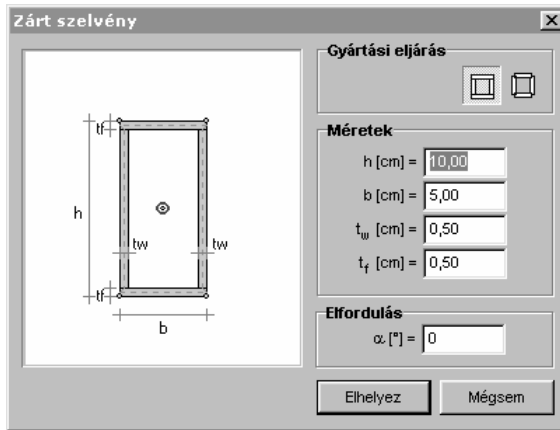 Zárt szelvény
tf
h
tw
tw
tf
b
Gyártási eljárás
Méretek
h [cm] = 10,00
b [cm] = 5,00
tw [cm] = 0,50
tf [cm] = 0,50
Elfordulás
α [°] = 0
Elhelyez
Mégsem